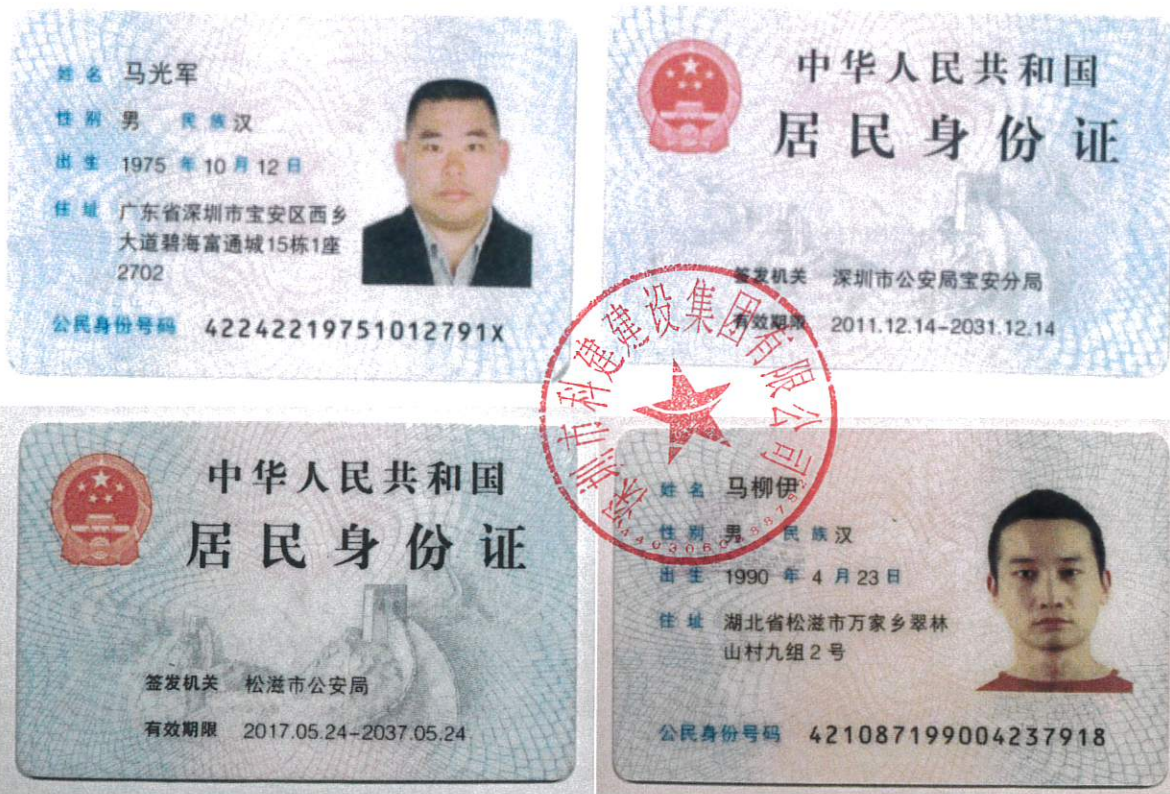 姓名 马光军
性别 男 民族 汉
出生 1975 年 10 月 12 日
住址 广东省深圳市宝安区西乡
大道碧海富通城15栋1座
2702
公民身份号码 42242219751012791X
中华人民共和国
居民身份证
签发机关 深圳市公安局宝安分局
有效期限 2011.12.14-2031.12.14
深圳市科建建设集团有限公司
中华人民共和国
居民身份证
签发机关 松滋市公安局
有效期限 2017.05.24-2037.05.24
姓名 马柳伊
性别 男 民族 汉
出生 1990 年 4 月 23 日
住址 湖北省松滋市万家乡翠林
山村九组2号
公民身份号码 421087199004237918